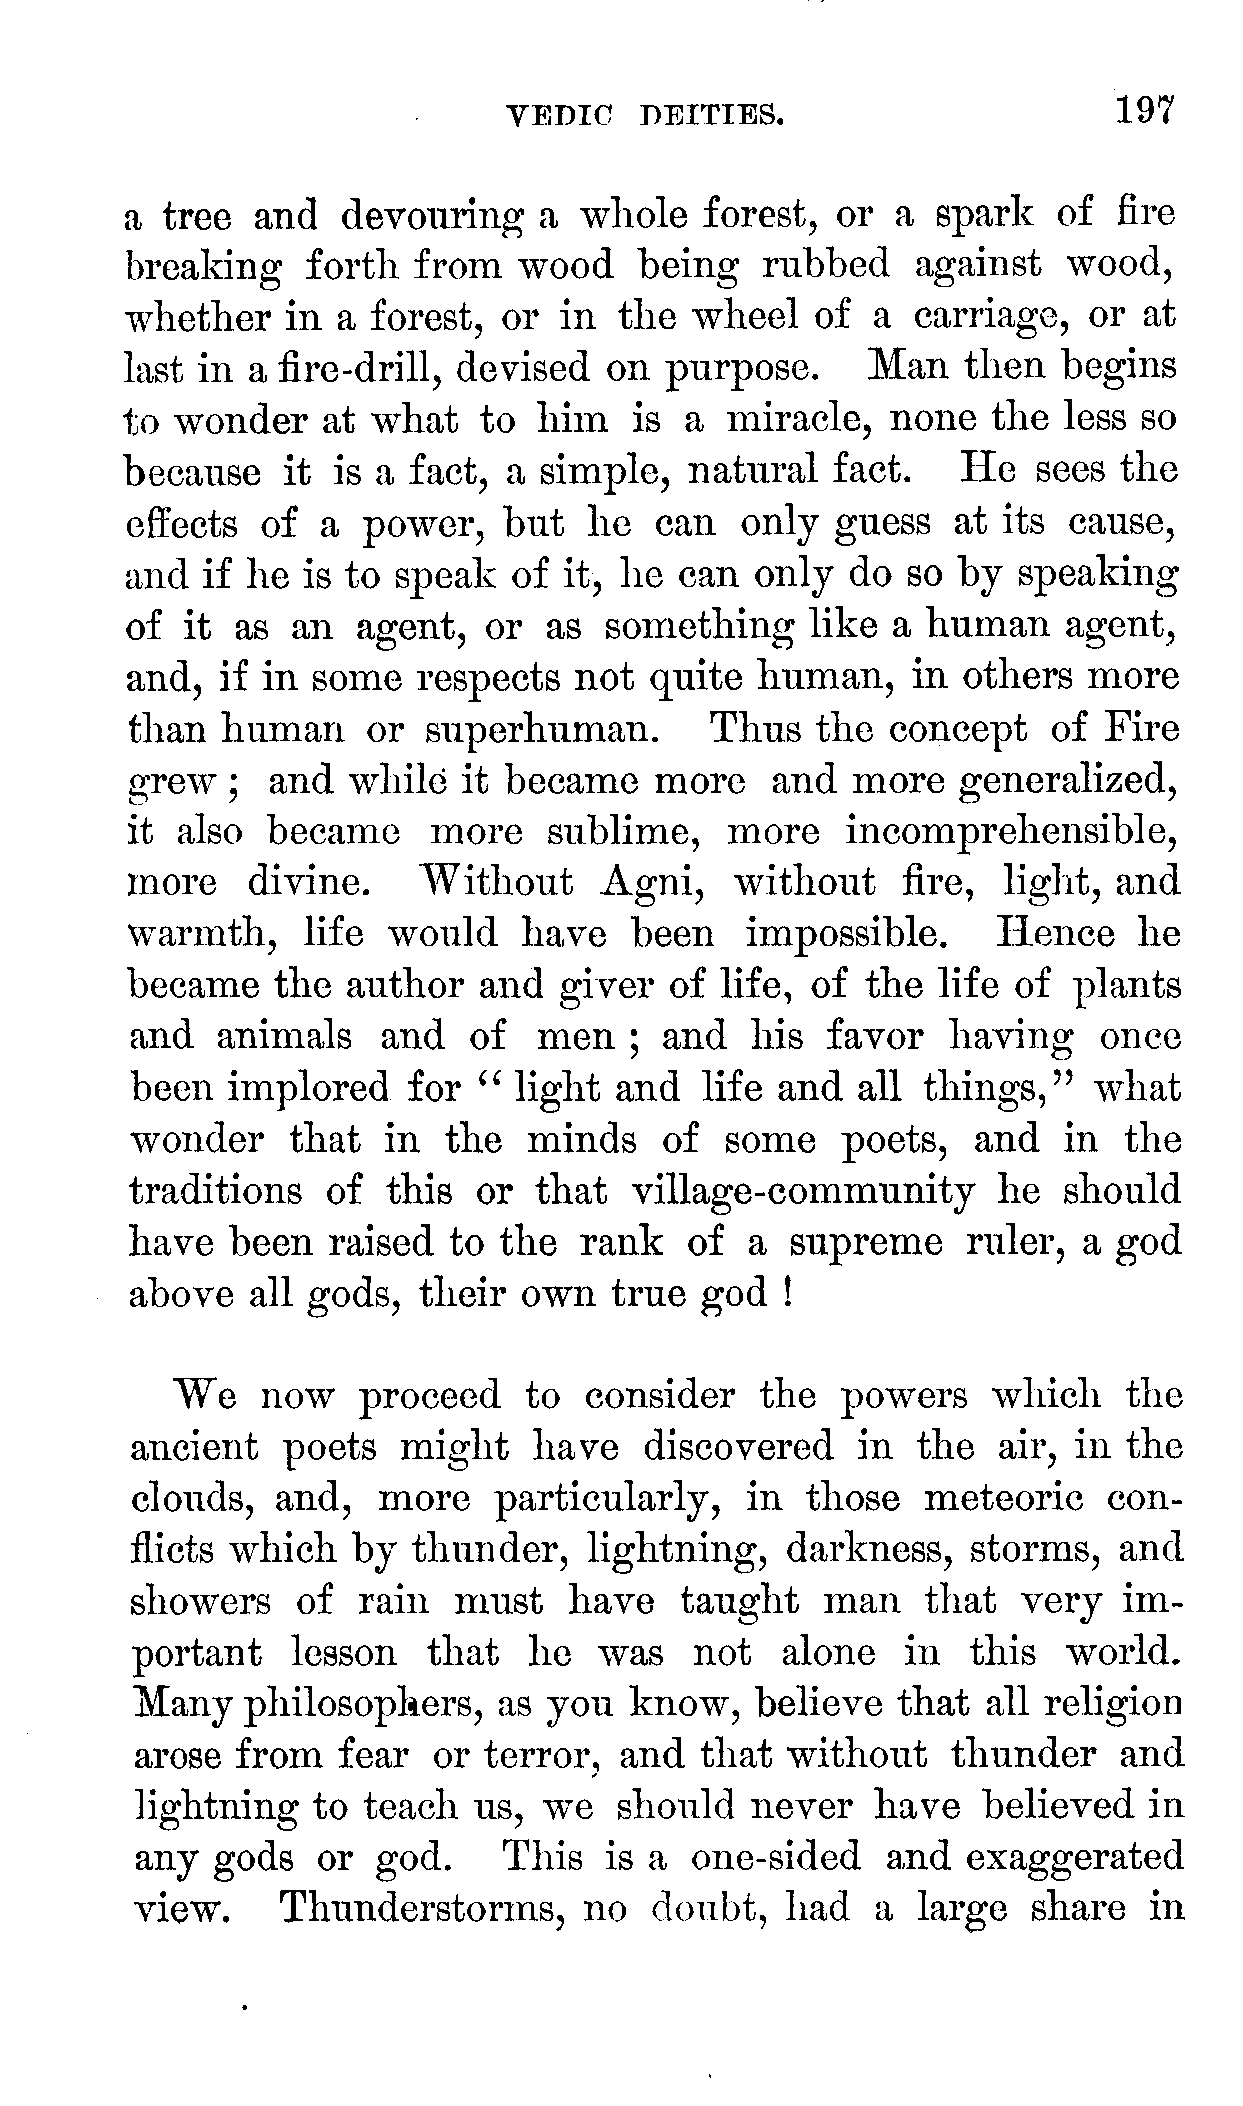 VEDIC DEITIES. 197
a tree and devouring a whole forest, or a spark of fire
breaking forth from wood being rubbed against wood,
whether in a forest, or in the wheel of a carriage, or at
last in a fire-drill, devised on purpose. Man then begins
to wonder at what to him is a miracle, none the less so
because it is a fact, a simple, natural fact. He sees the
effects of a power, but he can only guess at its cause,
and if he is to speak of it, he can only do so by speaking
of it as an agent, or as something like a human agent,
and, if in some respects not quite human, in others more
than human or superhuman. Thus the concept of Fire
grew ; and while it became more and more generalized,
it also became more sublime, more incomprehensible,
more divine. Without Agni, without fire, light, and
warmth, life would have been impossible. Hence he
became the author and giver of life, of the life of plants
and animals and of men ; and his favor having once
been implored for “ light and life and all things,” what
wonder that in the minds of some poets, and in the
traditions of this or that village-community he should
have been raised to the rank of a supreme ruler, a god
above all gods, their own true god !
We now proceed to consider the powers which the
ancient poets might have discovered in the air, in the
clouds, and, more particularly, in those meteoric con-
flicts which by thunder, lightning, darkness, storms, and
showers of rain must have taught man that very im-
portant lesson that he was not alone in this world.
Many philosophers, as you know, believe that all religion
arose from fear or terror, and that without thunder and
lightning to teach us, we should never have believed in
any gods or god. This is a one-sided and exaggerated
view. Thunderstorms, no doubt, had a large share in